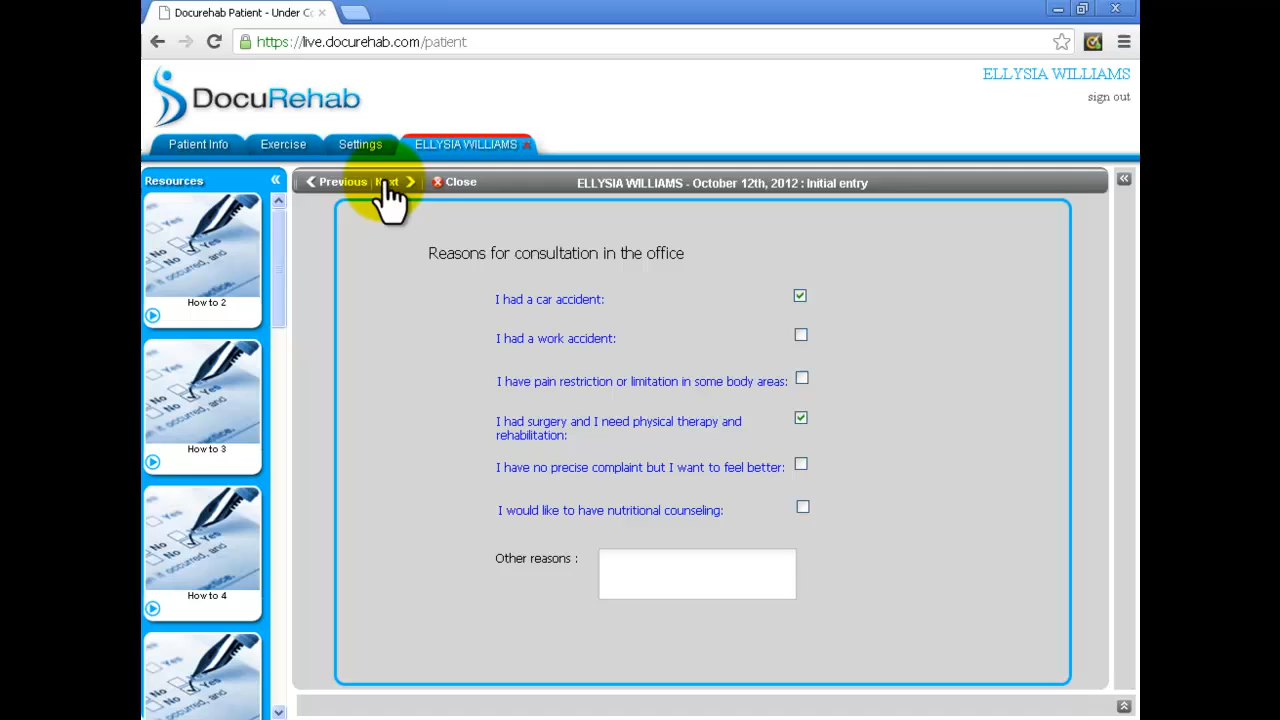 Docurehab Patient - Under Co
https://live.docurehab.com/patient
ELLYSIA WILLIAMS
sign out
DocuRehab
Patient Info
Exercise
Settings
ELLYSIA WILLIAMS
Resources
Previous
Next
Close
ELLYSIA WILLIAMS - October 12th, 2012 : Initial entry
How to 2
How to 3
How to 4
Reasons for consultation in the office
I had a car accident:
I had a work accident:
I have pain restriction or limitation in some body areas:
I had surgery and I need physical therapy and
rehabilitation:
I have no precise complaint but I want to feel better:
I would like to have nutritional counseling:
Other reasons :